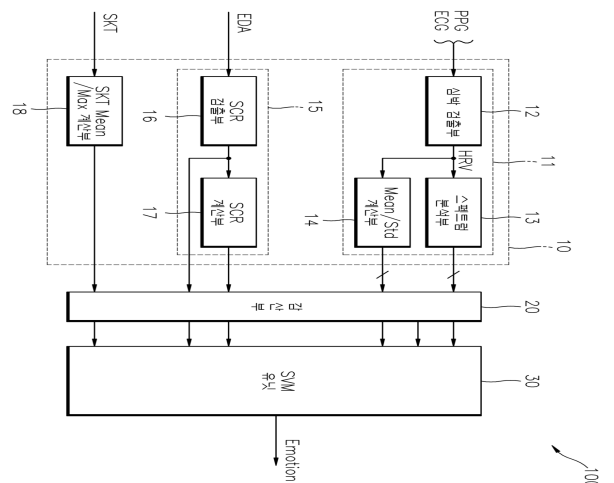 100
PPG
ECG
심박 검출부
12
HRV
11
스펙트럼
분석부
13
Mean/Std
계산부
14
10
EDA
SCR
검출부
16
15
SCR
계산부
17
SKT
SKT Mean
/Max 계산부
18
감 산 부
20
SVM
유닛
30
Emotion